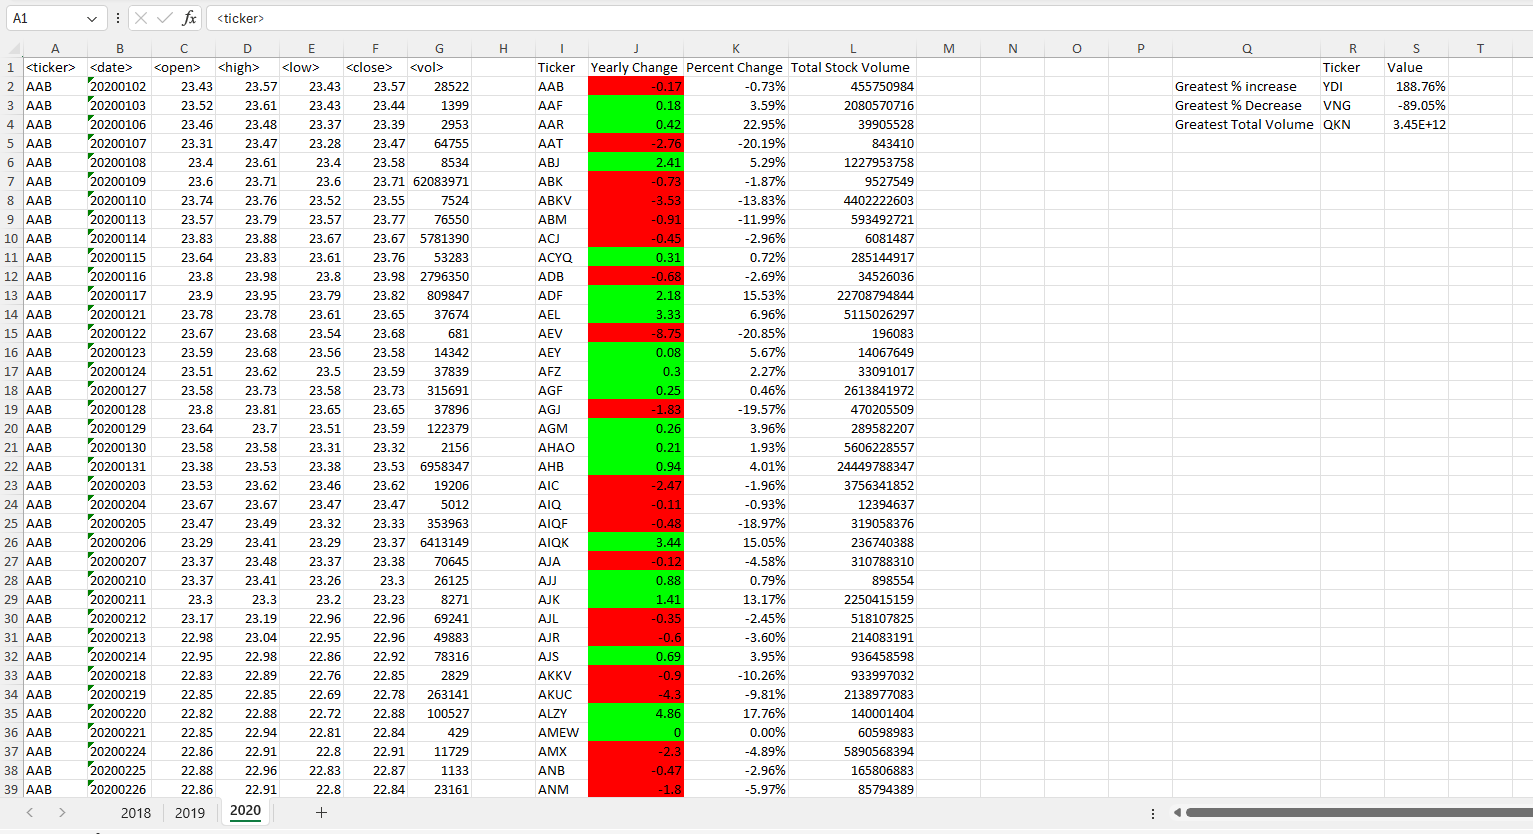 A1 fx <ticker>
A B C D E F G H I J K L M N O P Q R S T
1 <ticker> <date> <open> <high> <low> <close> <vol> Ticker Yearly Change Percent Change Total Stock Volume Ticker Value
2 AAB 20200102 23.43 23.57 23.43 23.57 28522 AAB -0.17 -0.73% 455750984 Greatest % increase YDI 188.76%
3 AAB 20200103 23.52 23.61 23.43 23.44 1399 AAF 0.18 3.59% 2080570716 Greatest % Decrease VNG -89.05%
4 AAB 20200106 23.46 23.48 23.37 23.39 2953 AAR 0.42 22.95% 39905528 Greatest Total Volume QKN 3.45E+12
5 AAB 20200107 23.31 23.47 23.28 23.47 64755 AAT -2.76 -20.19% 843410
6 AAB 20200108 23.4 23.61 23.4 23.58 8534 ABJ 2.41 5.29% 1227953758
7 AAB 20200109 23.6 23.71 23.6 23.71 62083971 ABK -0.73 -1.87% 9527549
8 AAB 20200110 23.74 23.76 23.52 23.55 7524 ABKV -3.53 -13.83% 4402222603
9 AAB 20200113 23.57 23.79 23.57 23.77 76550 ABM -0.91 -11.99% 593492721
10 AAB 20200114 23.83 23.88 23.67 23.67 5781390 ACJ -0.45 -2.96% 6081487
11 AAB 20200115 23.64 23.83 23.61 23.76 53283 ACYQ 0.31 0.72% 285144917
12 AAB 20200116 23.8 23.98 23.8 23.98 2796350 ADB -0.68 -2.69% 34526036
13 AAB 20200117 23.9 23.95 23.79 23.82 809847 ADF 2.18 15.53% 22708794844
14 AAB 20200121 23.78 23.78 23.61 23.65 37674 AEL 3.33 6.96% 5115026297
15 AAB 20200122 23.67 23.68 23.54 23.68 681 AEV -8.75 -20.85% 196083
16 AAB 20200123 23.59 23.68 23.56 23.58 14342 AEY 0.08 5.67% 14067649
17 AAB 20200124 23.51 23.62 23.5 23.59 37839 AFZ 0.3 2.27% 33091017
18 AAB 20200127 23.58 23.73 23.58 23.73 315691 AGF 0.25 0.46% 2613841972
19 AAB 20200128 23.8 23.81 23.65 23.65 37896 AGJ -1.83 -19.57% 470205509
20 AAB 20200129 23.64 23.7 23.51 23.59 122379 AGM 0.26 3.96% 289582207
21 AAB 20200130 23.58 23.58 23.31 23.32 2156 AHAO 0.21 1.93% 5606228557
22 AAB 20200131 23.38 23.53 23.38 23.53 6958347 AHB 0.94 4.01% 24449788347
23 AAB 20200203 23.53 23.62 23.46 23.62 19206 AIC -2.47 -1.96% 3756341852
24 AAB 20200204 23.67 23.67 23.47 23.47 5012 AIQ -0.11 -0.93% 12394637
25 AAB 20200205 23.47 23.49 23.32 23.33 353963 AIQF -0.48 -18.97% 319058376
26 AAB 20200206 23.29 23.41 23.29 23.37 6413149 AIQK 3.44 15.05% 236740388
27 AAB 20200207 23.37 23.48 23.37 23.38 70645 AJA -0.12 -4.58% 310788310
28 AAB 20200210 23.37 23.41 23.26 23.3 26125 AJJ 0.88 0.79% 898554
29 AAB 20200211 23.3 23.3 23.2 23.23 8271 AJK 1.41 13.17% 2250415159
30 AAB 20200212 23.17 23.19 22.96 22.96 69241 AJL -0.35 -2.45% 518107825
31 AAB 20200213 22.98 23.04 22.95 22.96 49883 AJR -0.6 -3.60% 214083191
32 AAB 20200214 22.95 22.98 22.86 22.92 78316 AJS 0.69 3.95% 936458598
33 AAB 20200218 22.83 22.89 22.76 22.85 2829 AKKV -0.9 -10.26% 933997032
34 AAB 20200219 22.85 22.85 22.69 22.78 263141 AKUC -4.3 -9.81% 2138977083
35 AAB 20200220 22.82 22.88 22.72 22.88 100527 ALZY 4.86 17.76% 140001404
36 AAB 20200221 22.85 22.94 22.81 22.84 429 AMEW 0 0.00% 60598983
37 AAB 20200224 22.86 22.91 22.8 22.91 11729 AMX -2.3 -4.89% 5890568394
38 AAB 20200225 22.88 22.96 22.83 22.87 1133 ANB -0.47 -2.96% 165806883
39 AAB 20200226 22.86 22.91 22.8 22.84 23161 ANM -1.8 -5.97% 85794389
2018 2019 2020 +